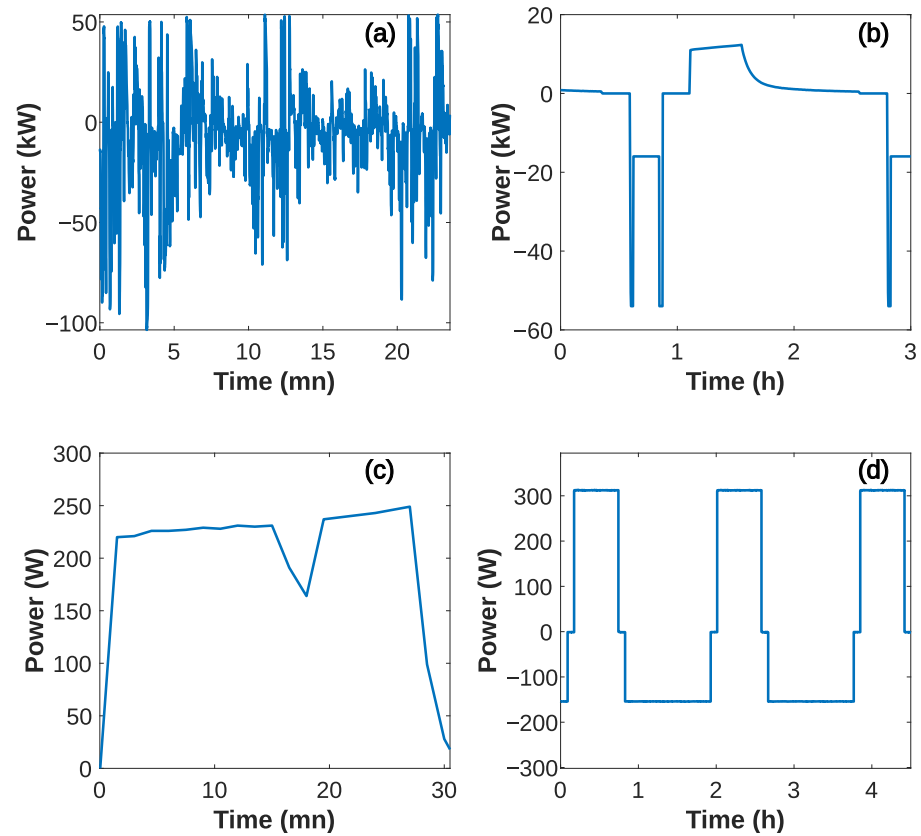 (a)
50
0
−50
−100
Power (kW)
0 5 10 15 20
Time (mn)
(b)
20
0
−20
−40
−60
Power (kW)
0 1 2 3
Time (h)
(c)
300
250
200
150
100
50
0
Power (W)
0 10 20 30
Time (mn)
(d)
300
200
100
0
−100
−200
−300
Power (W)
0 1 2 3 4
Time (h)